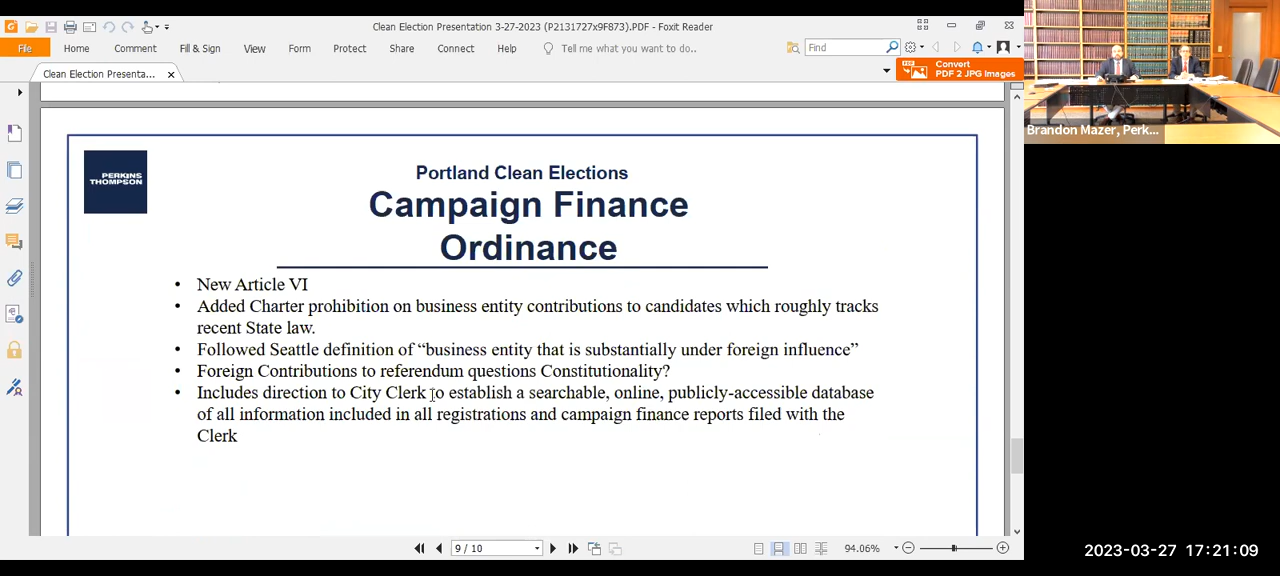 Clean Election Presentation 3-27-2023 (P2131727x9F873).PDF - Foxit Reader
File Home Comment Fill & Sign View Form Protect Share Connect Help Tell me what you want to do.. Find
Clean Election Presenta...
Convert
PDF 2 JPG Images
Brandon Mazer, Perk...
PERKINS
THOMPSON
Portland Clean Elections
Campaign Finance
Ordinance
• New Article VI
• Added Charter prohibition on business entity contributions to candidates which roughly tracks
recent State law.
• Followed Seattle definition of “business entity that is substantially under foreign influence”
• Foreign Contributions to referendum questions Constitutionality?
• Includes direction to City Clerk to establish a searchable, online, publicly-accessible database
of all information included in all registrations and campaign finance reports filed with the
Clerk
9 / 10
94.06%
2023-03-27 17:21:09